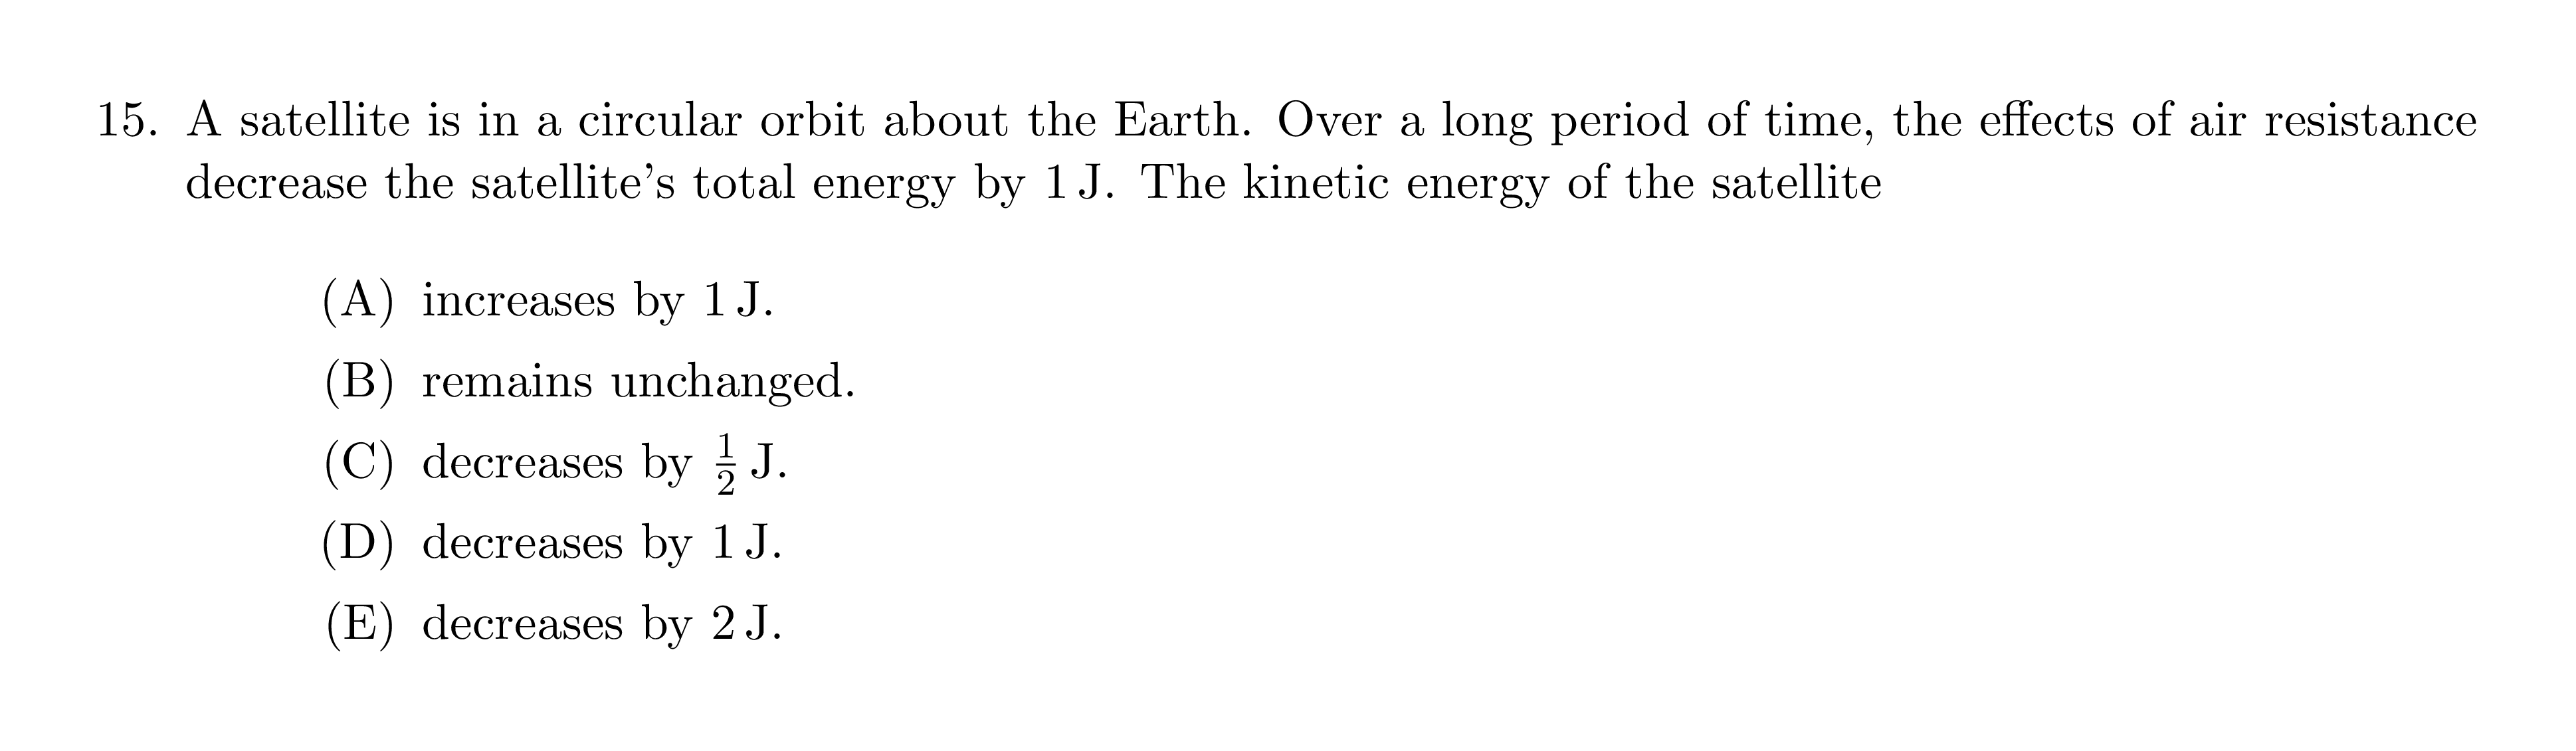 15. A satellite is in a circular orbit about the Earth. Over a long period of time, the effects of air resistance
decrease the satellite's total energy by 1 J. The kinetic energy of the satellite
(A) increases by 1 J.
(B) remains unchanged.
(C) decreases by $\frac{1}{2}$ J.
(D) decreases by 1 J.
(E) decreases by 2 J.